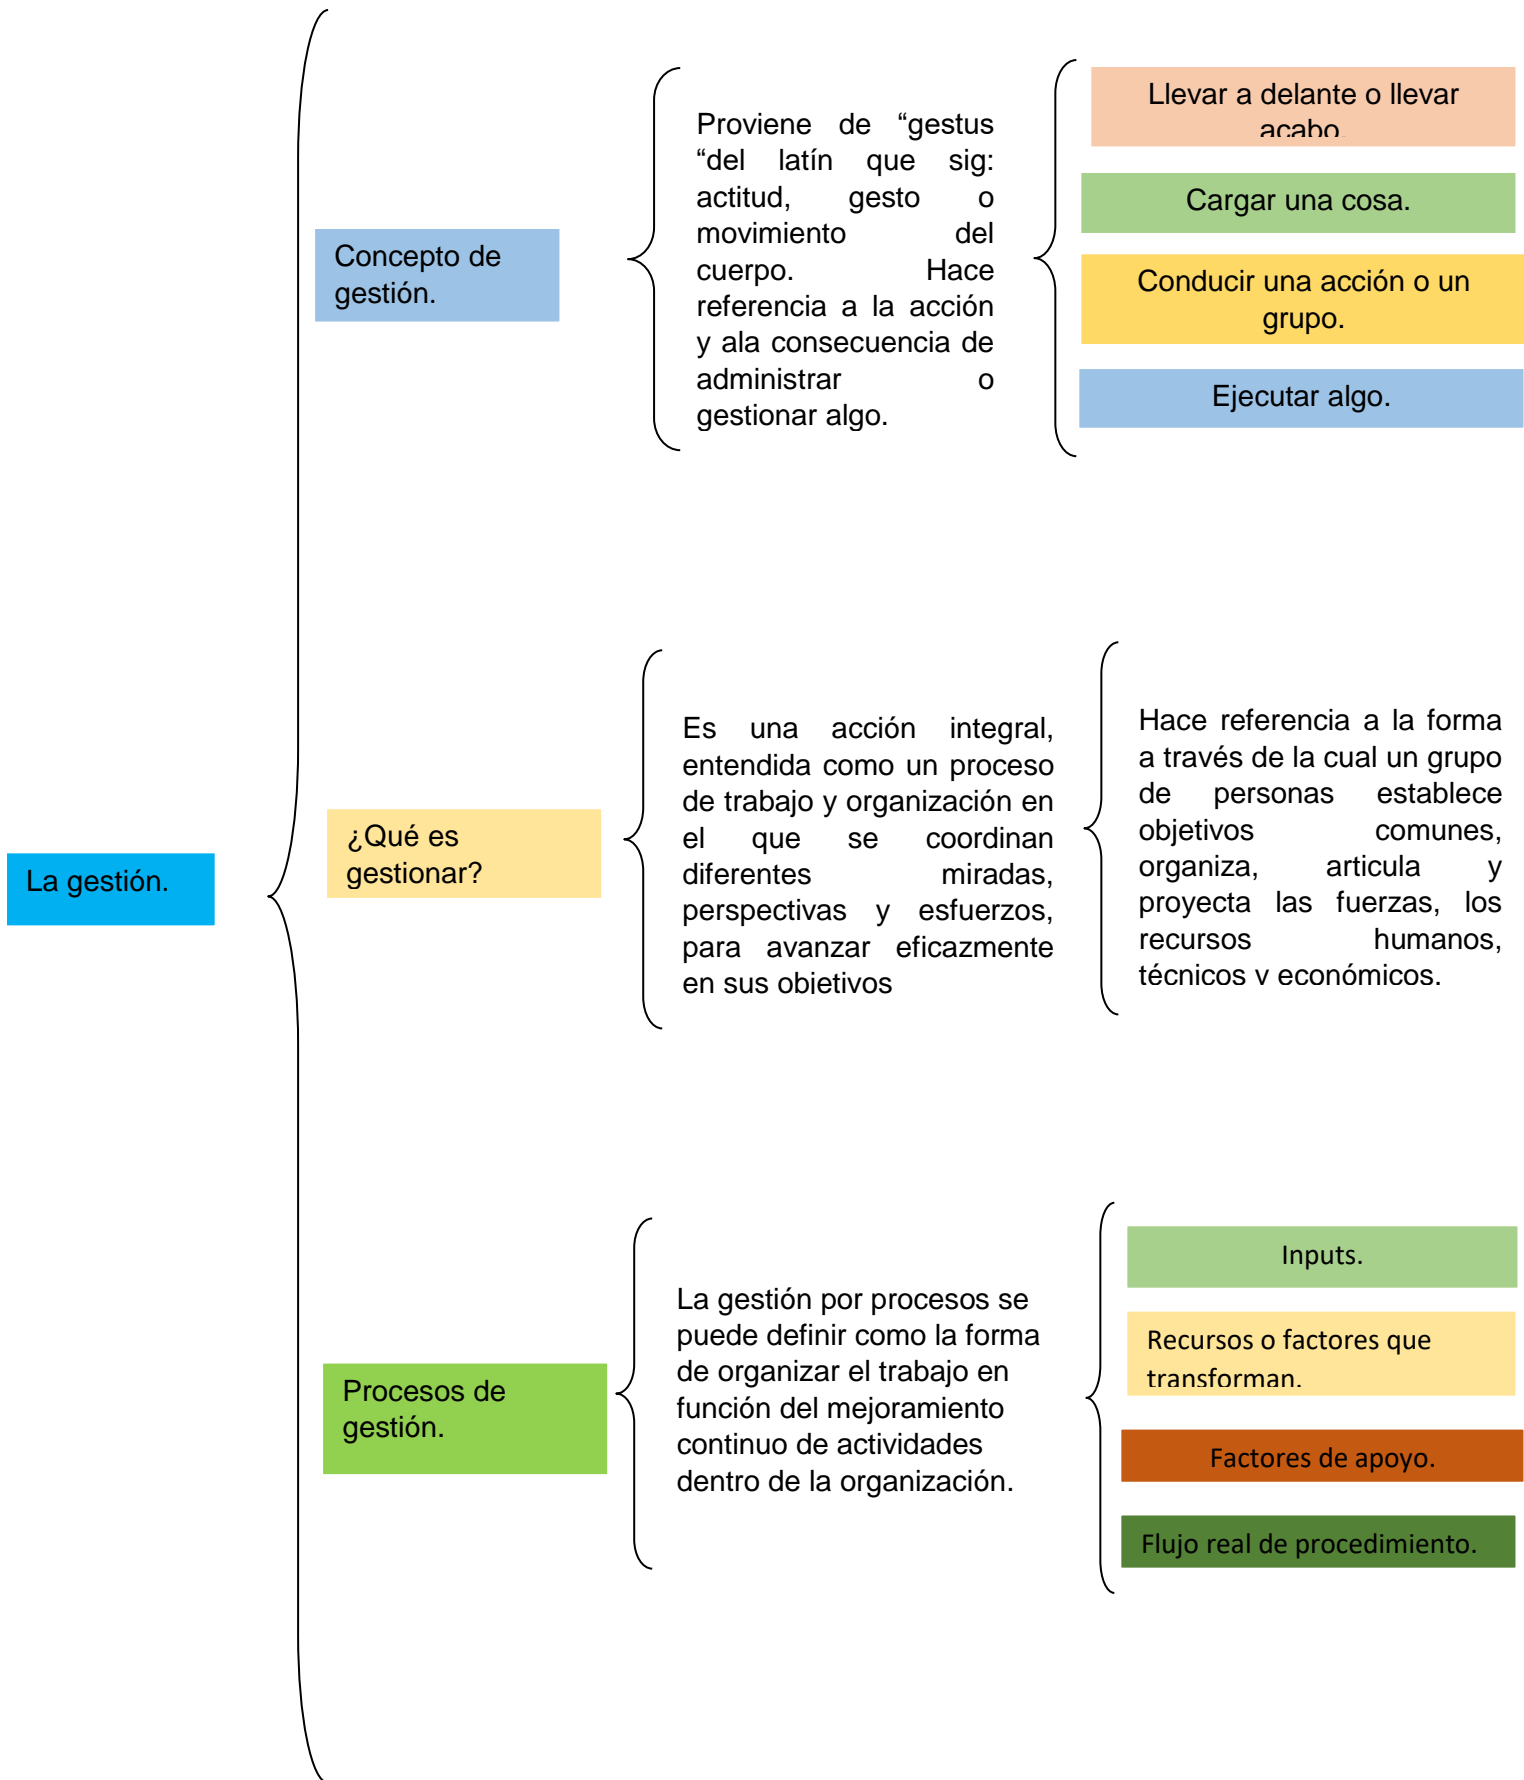 La gestión.
Concepto de
gestión.
Proviene de “gestus
“del latín que sig:
actitud, gesto o
movimiento del
cuerpo. Hace
referencia a la acción
y ala consecuencia de
administrar o
gestionar algo.
Llevar a delante o llevar
acabo.
Cargar una cosa.
Conducir una acción o un
grupo.
Ejecutar algo.
¿Qué es
gestionar?
Es una acción integral,
entendida como un proceso
de trabajo y organización en
el que se coordinan
diferentes miradas,
perspectivas y esfuerzos,
para avanzar eficazmente
en sus objetivos
Hace referencia a la forma
a través de la cual un grupo
de personas establece
objetivos comunes,
organiza, articula y
proyecta las fuerzas, los
recursos humanos,
técnicos y económicos.
Procesos de
gestión.
La gestión por procesos se
puede definir como la forma
de organizar el trabajo en
función del mejoramiento
continuo de actividades
dentro de la organización.
Inputs.
Recursos o factores que
transforman.
Factores de apoyo.
Flujo real de procedimiento.